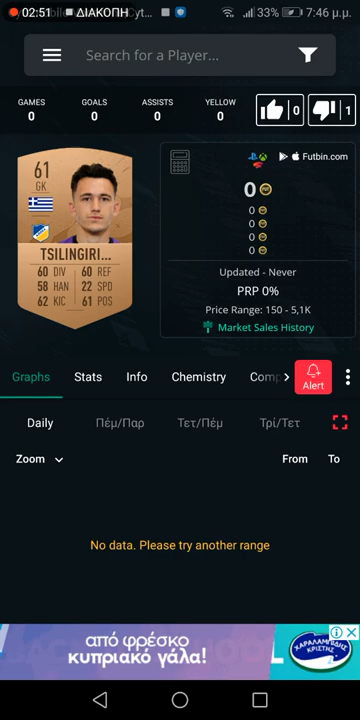 02:51 ΔΙΑΚΟΠΗ
33% 7:46 μ.μ.
Search for a Player...
GAMES
0
GOALS
0
ASSISTS
0
YELLOW
0
0
1
61
GK
TSILINGIRI...
60 DIV 60 REF
58 HAN 22 SPD
62 KIC 61 POS
Futbin.com
0
0
0
0
0
Updated - Never
PRP 0%
Price Range: 150 - 5,1K
Market Sales History
Graphs
Stats
Info
Chemistry
Alert
Daily
Πέμ/Παρ
Τετ/Πέμ
Τρί/Τετ
Zoom
From
To
No data. Please try another range
από φρέσκο
κυπριακό γάλα!
ΧΑΡΑΛΑΜΠΙΔΗΣ
ΚΡΙΣΤΗΣ